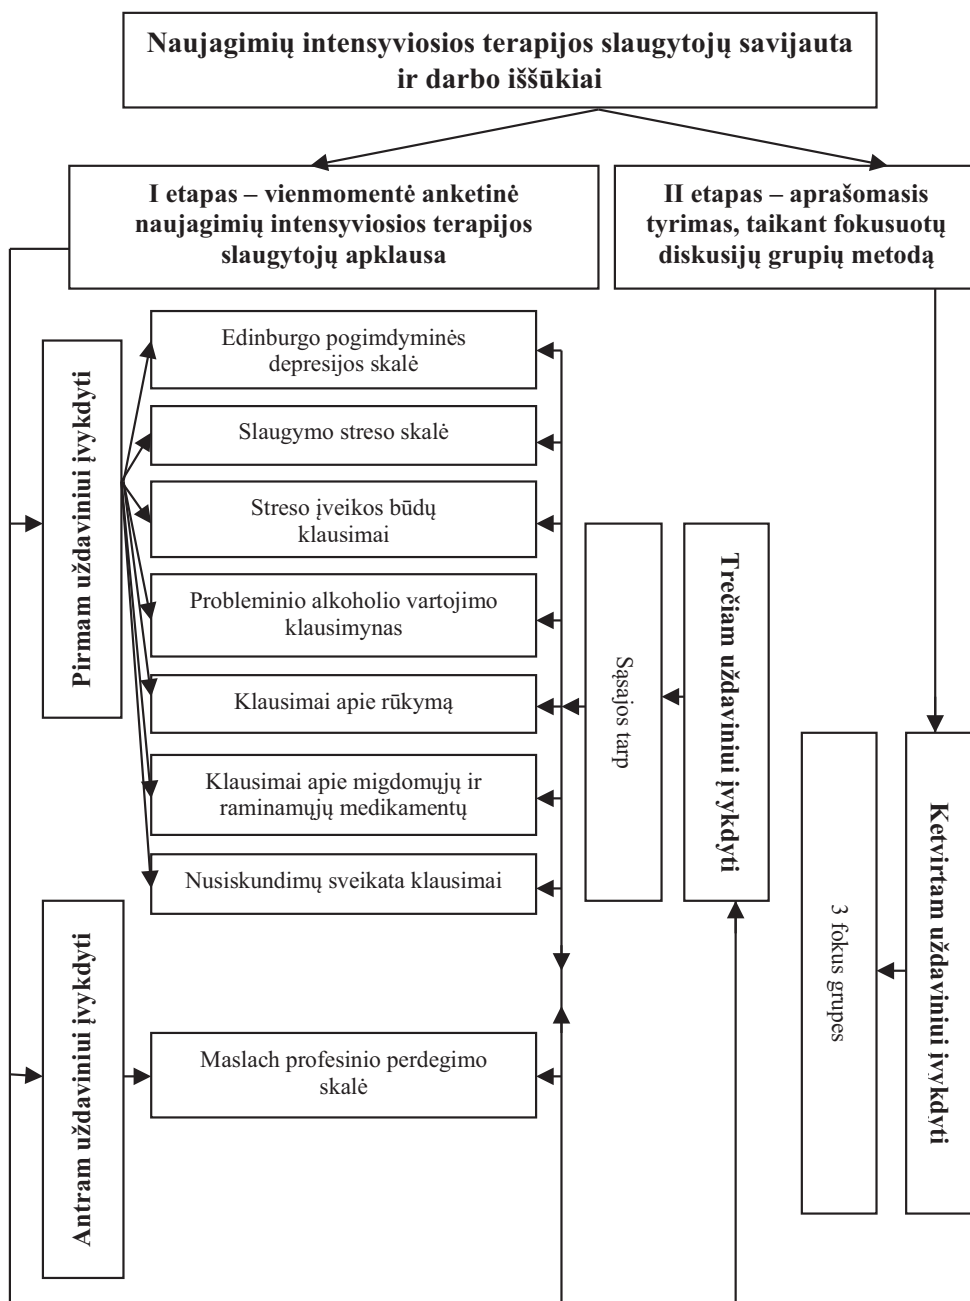 Naujagimių intensyviosios terapijos slaugytojų savijauta
ir darbo iššūkiai
I etapas – vienmomentė anketinė
naujagimių intensyviosios terapijos
slaugytojų apklausa
II etapas – aprašomasis
tyrimas, taikant fokusuotų
diskusijų grupių metodą
Pirmam uždaviniui įvykdyti
Edinburgo pogimdyminės
depresijos skalė
Slaugymo streso skalė
Streso įveikos būdų
klausimai
Probleminio alkoholio vartojimo
klausimynas
Klausimai apie rūkymą
Klausimai apie migdomųjų ir
raminamųjų medikamentų
Nusiskundimų sveikata klausimai
Sąsajos tarp
Trečiam uždaviniui įvykdyti
3 fokus grupes
Ketvirtam uždaviniui įvykdyti
Antram uždaviniui įvykdyti
Maslach profesinio perdegimo
skalė